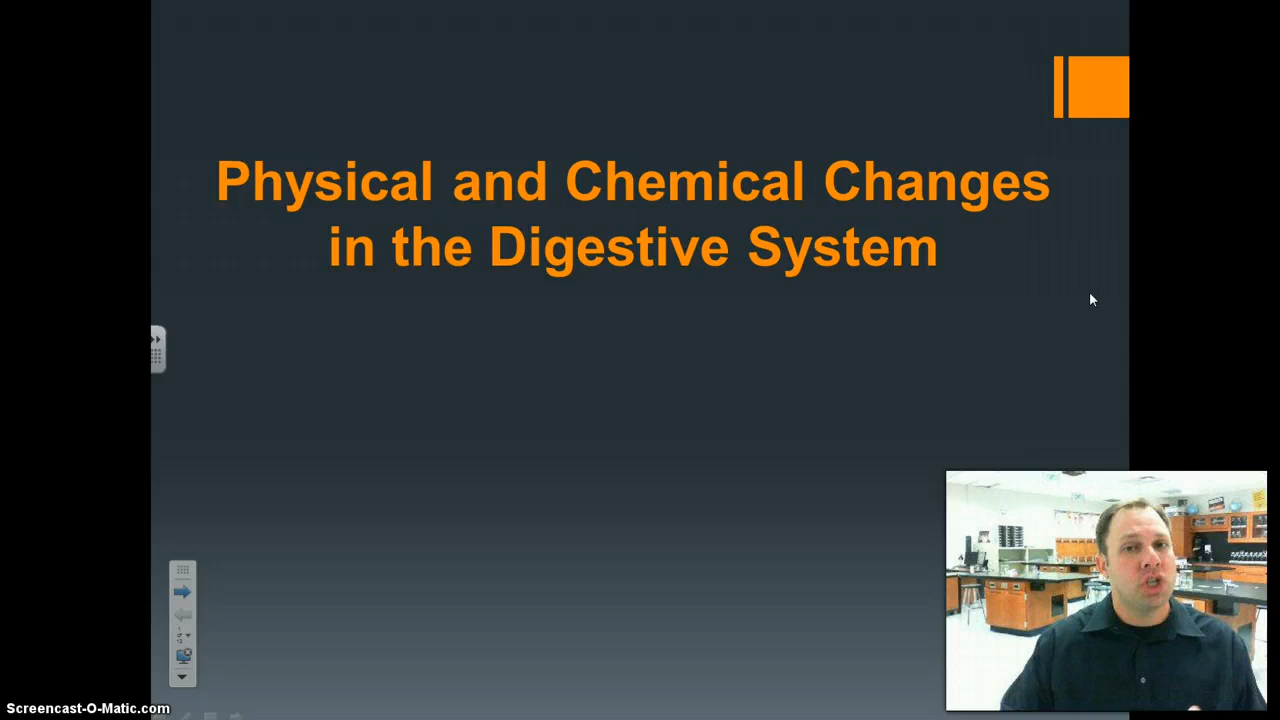 Physical and Chemical Changes
in the Digestive System
Screencast-O-Matic.com